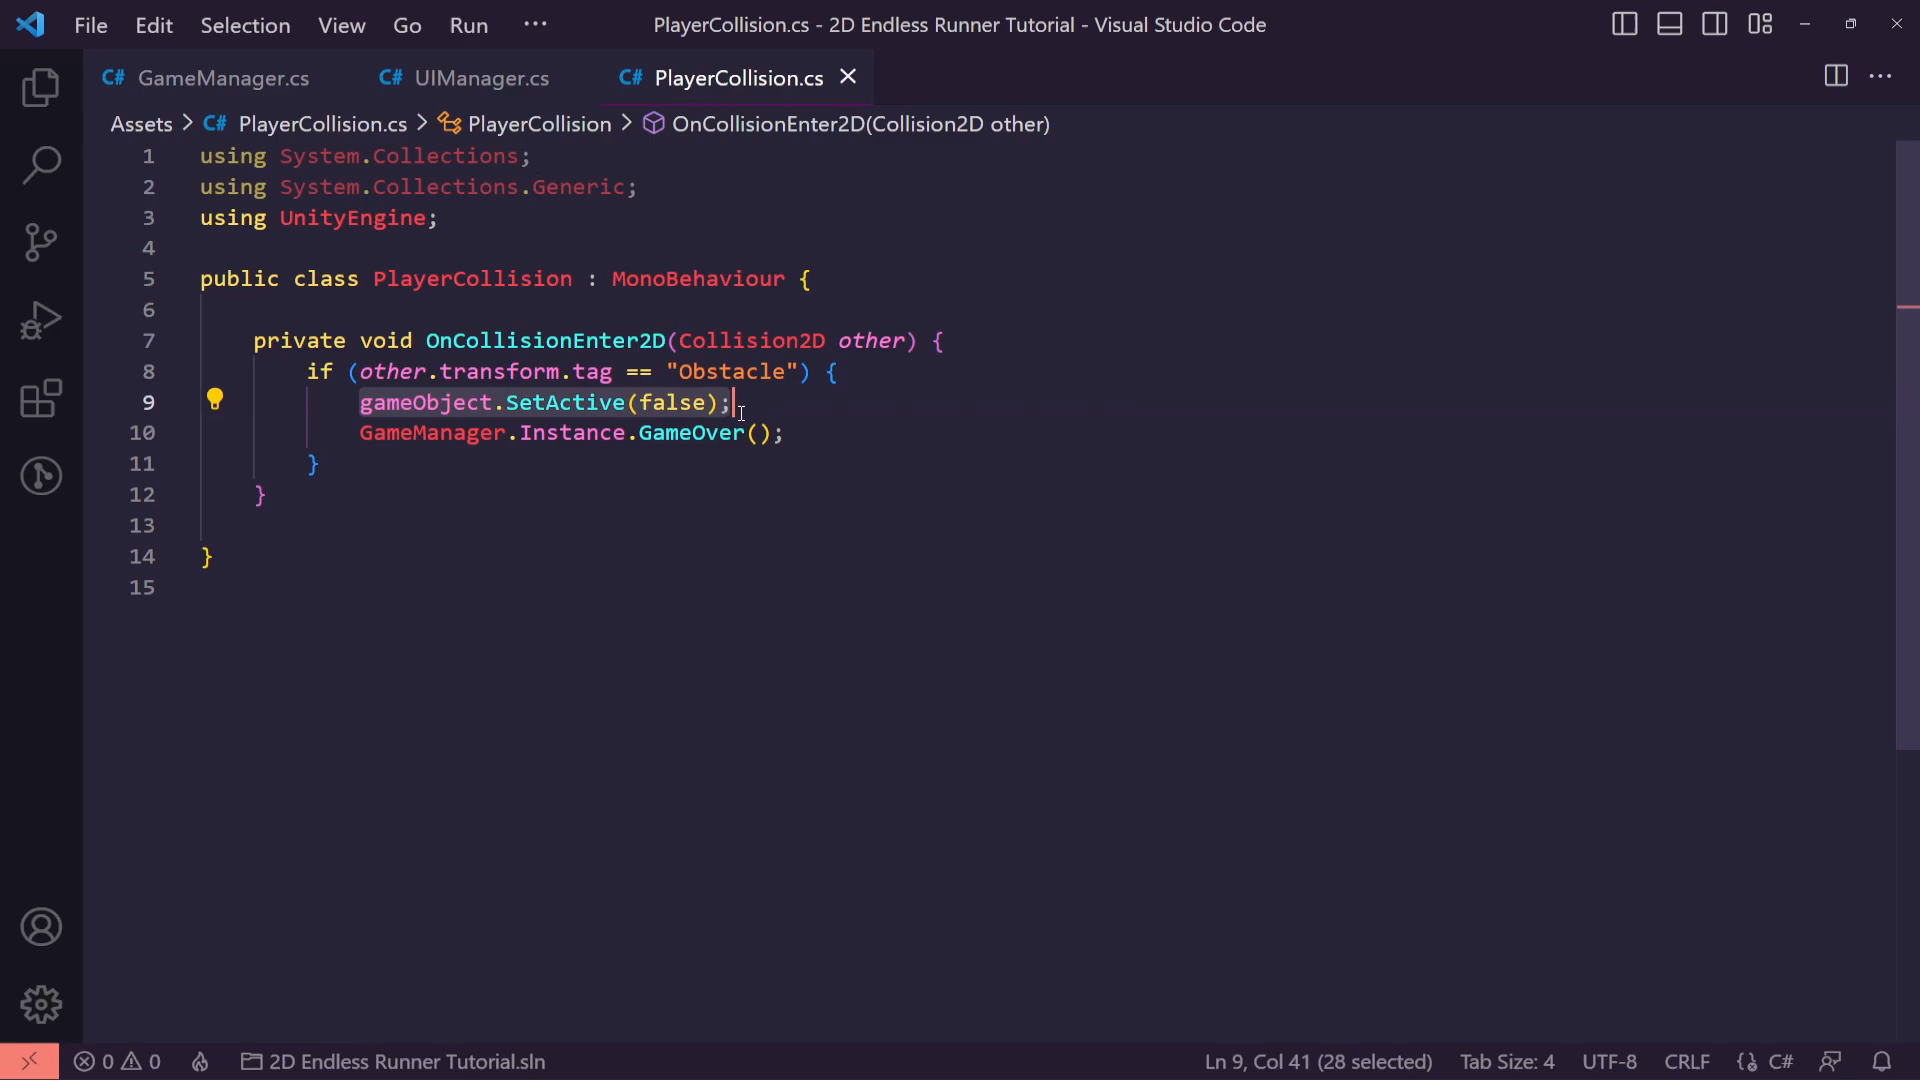 File Edit Selection View Go Run ··· PlayerCollision.cs - 2D Endless Runner Tutorial - Visual Studio Code
C# GameManager.cs C# UIManager.cs C# PlayerCollision.cs
Assets > C# PlayerCollision.cs > PlayerCollision > OnCollisionEnter2D(Collision2D other)
1 using System.Collections;
2 using System.Collections.Generic;
3 using UnityEngine;
4
5 public class PlayerCollision : MonoBehaviour {
6
7 private void OnCollisionEnter2D(Collision2D other) {
8 if (other.transform.tag == "Obstacle") {
9 gameObject.SetActive(false);
10 GameManager.Instance.GameOver();
11 }
12 }
13
14 }
15
0 0 2D Endless Runner Tutorial.sln Ln 9, Col 41 (28 selected) Tab Size: 4 UTF-8 CRLF C#